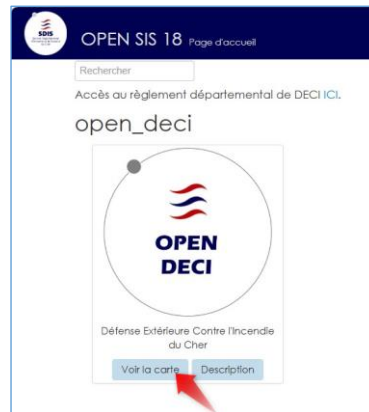 SDIS
OPEN SIS 18 Page d'accueil
Rechercher
Accès au règlement départemental de DECI ICI.
open_deci
OPEN
DECI
Défense Extérieure Contre l'Incendie
du Cher
Voir la carte Description